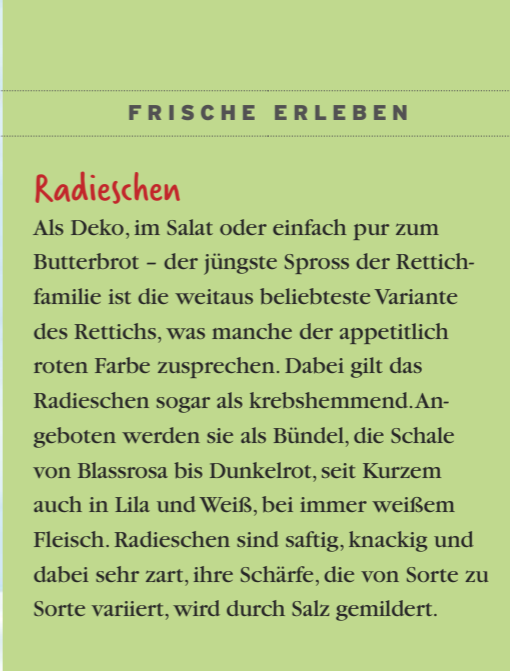 FRISCHE ERLEBEN
Radieschen
Als Deko, im Salat oder einfach pur zum
Butterbrot – der jüngste Spross der Rettich-
familie ist die weitaus beliebteste Variante
des Rettichs, was manche der appetitlich
roten Farbe zusprechen. Dabei gilt das
Radieschen sogar als krebshemmend. An-
geboten werden sie als Bündel, die Schale
von Blassrosa bis Dunkelrot, seit Kurzem
auch in Lila und Weiß, bei immer weißem
Fleisch. Radieschen sind saftig, knackig und
dabei sehr zart, ihre Schärfe, die von Sorte zu
Sorte variiert, wird durch Salz gemildert.